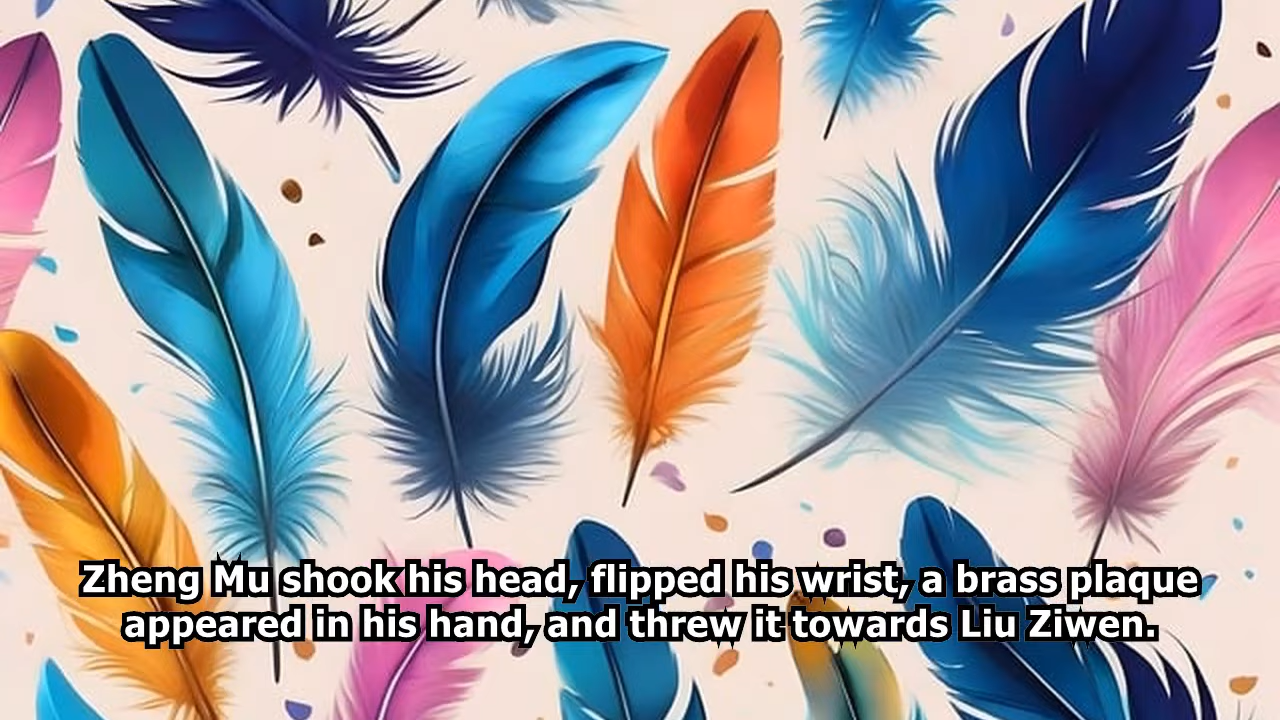 Zheng Mu shook his head, flipped his wrist, a brass plaque
appeared in his hand, and threw it towards Liu Ziwen.